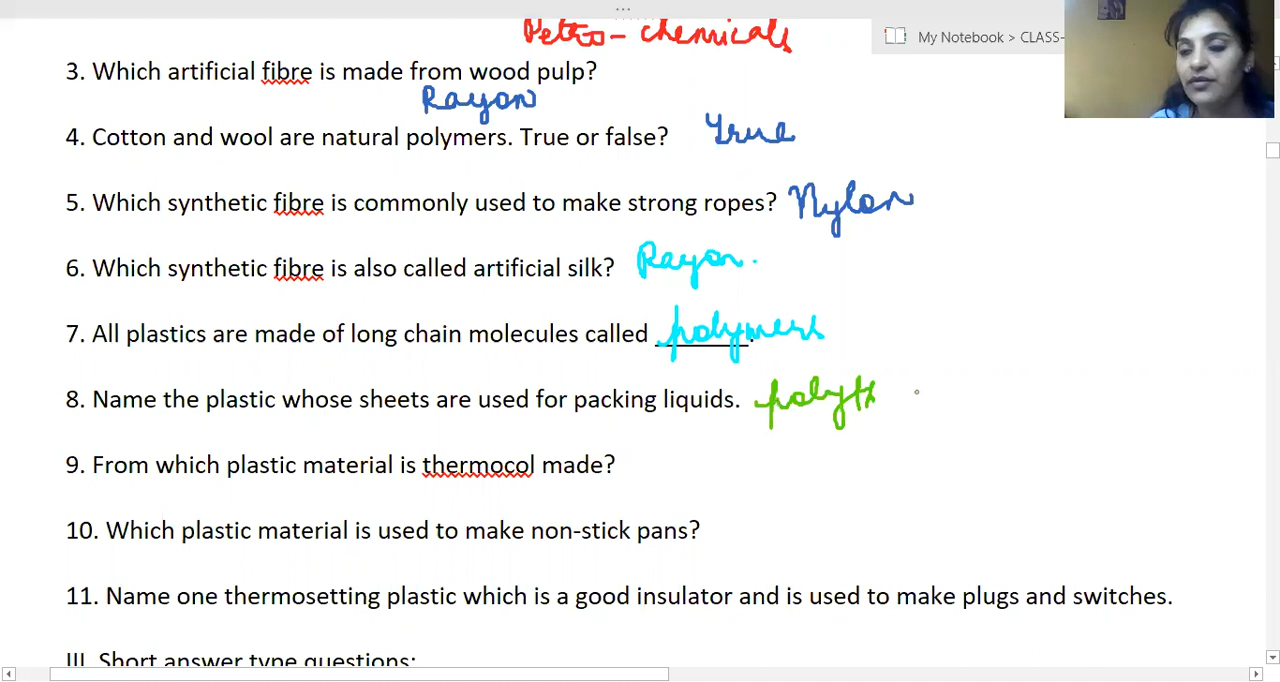 Petro-chemicals
My Notebook > CLASS-
3. Which artificial fibre is made from wood pulp?
Rayon
4. Cotton and wool are natural polymers. True or false? True
5. Which synthetic fibre is commonly used to make strong ropes? Nylon
6. Which synthetic fibre is also called artificial silk? Rayon.
7. All plastics are made of long chain molecules called ________. polymers
8. Name the plastic whose sheets are used for packing liquids. polyth
9. From which plastic material is thermocol made?
10. Which plastic material is used to make non-stick pans?
11. Name one thermosetting plastic which is a good insulator and is used to make plugs and switches.
III. Short answer type questions: